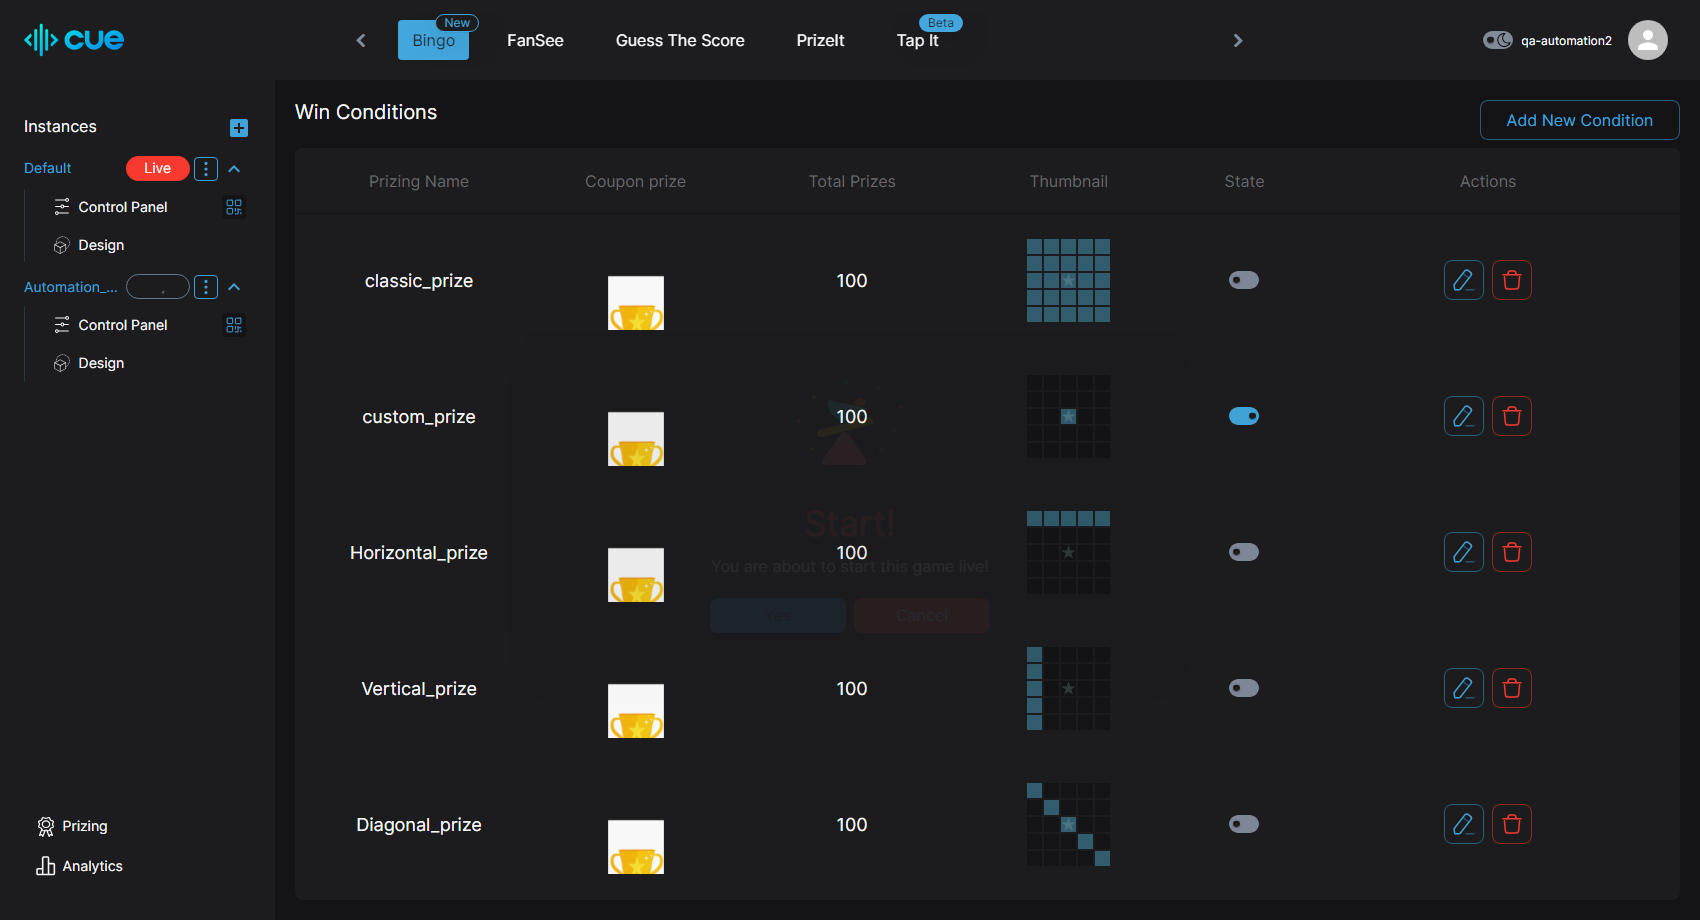 cue
Bingo
New
FanSee
Guess The Score
PrizeIt
Tap It
Beta
qa-automation2
Instances
Default
Live
Control Panel
Design
Automation_...
Control Panel
Design
Prizing
Analytics
Win Conditions
Add New Condition
Prizing Name
Coupon prize
Total Prizes
Thumbnail
State
Actions
classic_prize
100
custom_prize
100
Start!
Horizontal_prize
100
You are about to start this game live!
Yes
Cancel
Vertical_prize
100
Diagonal_prize
100